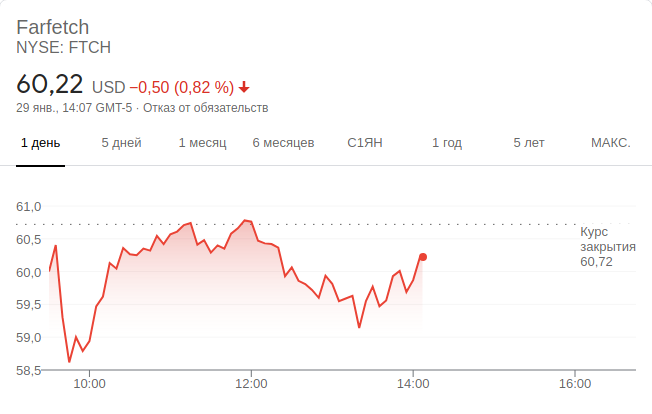 Farfetch
NYSE: FTCH
60,22 USD −0,50 (0,82 %)
29 янв., 14:07 GMT-5 · Отказ от обязательств
1 день 5 дней 1 месяц 6 месяцев С1ЯН 1 год 5 лет МАКС.
61,0
60,5
60,0
59,5
59,0
58,5
Курс
закрытия
60,72
10:00 12:00 14:00 16:00